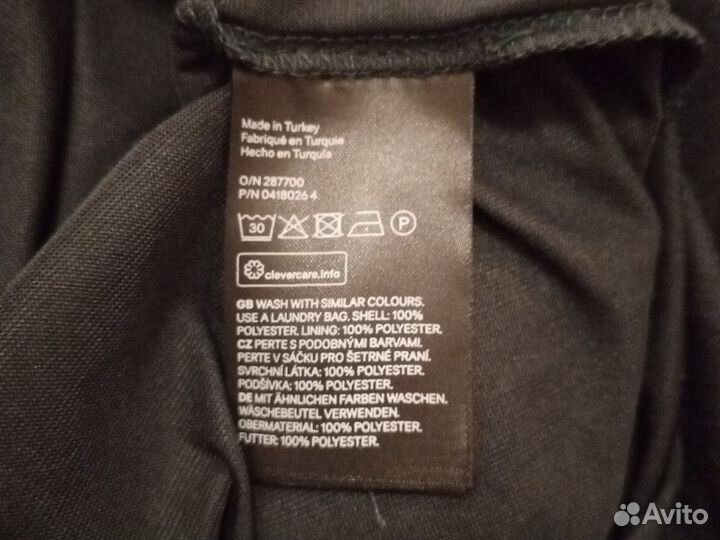 Made in Turkey
Fabriqué en Turquie
Hecho en Turquía
O/N 287700
P/N 0418026 4
30 P
clevercare.info
GB WASH WITH SIMILAR COLOURS.
USE A LAUNDRY BAG. SHELL: 100%
POLYESTER. LINING: 100% POLYESTER.
CZ PERTE S PODOBNÝMI BARVAMI.
PERTE V SÁČKU PRO ŠETRNÉ PRANÍ.
SVRCHNÍ LÁTKA: 100% POLYESTER.
PODŠÍVKA: 100% POLYESTER.
DE MIT ÄHNLICHEN FARBEN WASCHEN.
WÄSCHEBEUTEL VERWENDEN.
OBERMATERIAL: 100% POLYESTER.
FUTTER: 100% POLYESTER.
Avito